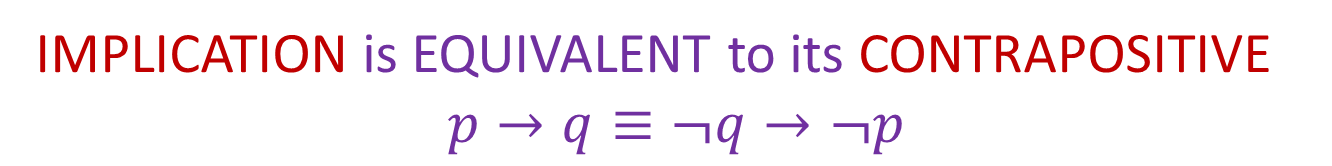 IMPLICATION is EQUIVALENT to its CONTRAPOSITIVE
𝑝 → 𝑞 ≡ ¬𝑞 → ¬𝑝